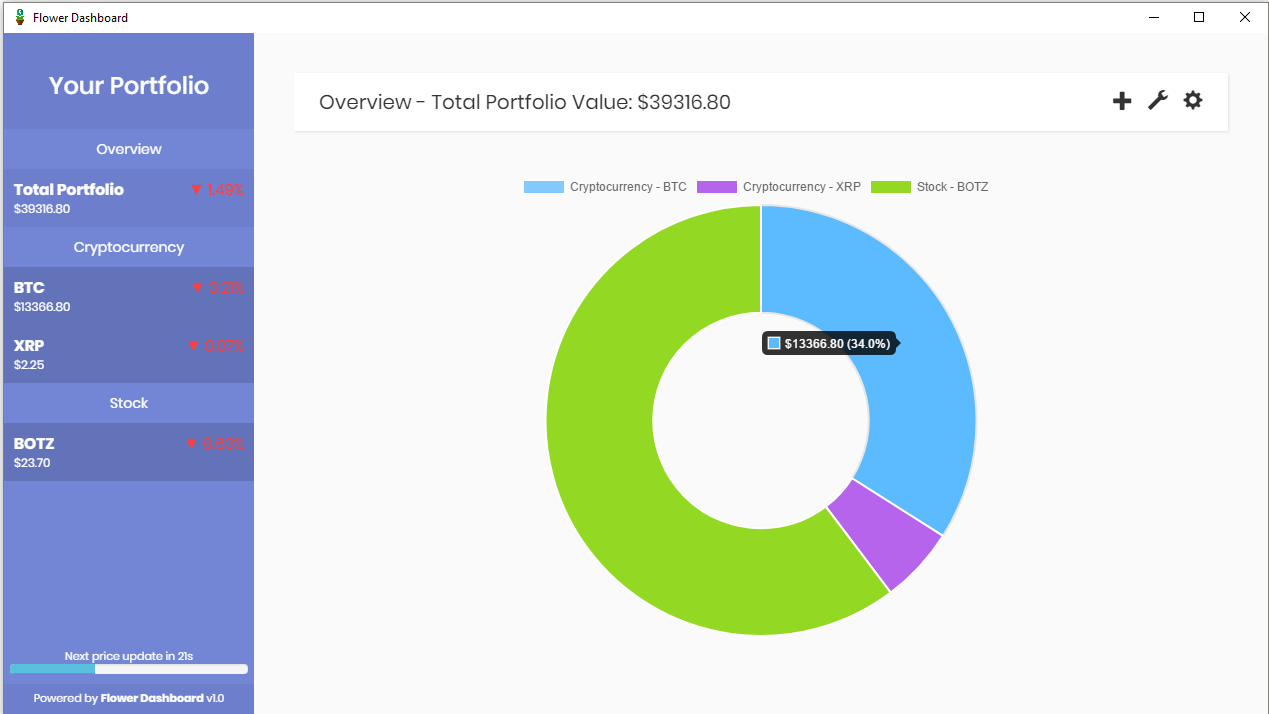 Flower Dashboard
Your Portfolio
Overview
Total Portfolio ▼ 1.49%
$39316.80
Cryptocurrency
BTC ▼ 3.21%
$13366.80
XRP ▼ 0.07%
$2.25
Stock
BOTZ ▼ 0.63%
$23.70
Next price update in 21s
Powered by Flower Dashboard v1.0
Overview - Total Portfolio Value: $39316.80
Cryptocurrency - BTC Cryptocurrency - XRP Stock - BOTZ
$13366.80 (34.0%)